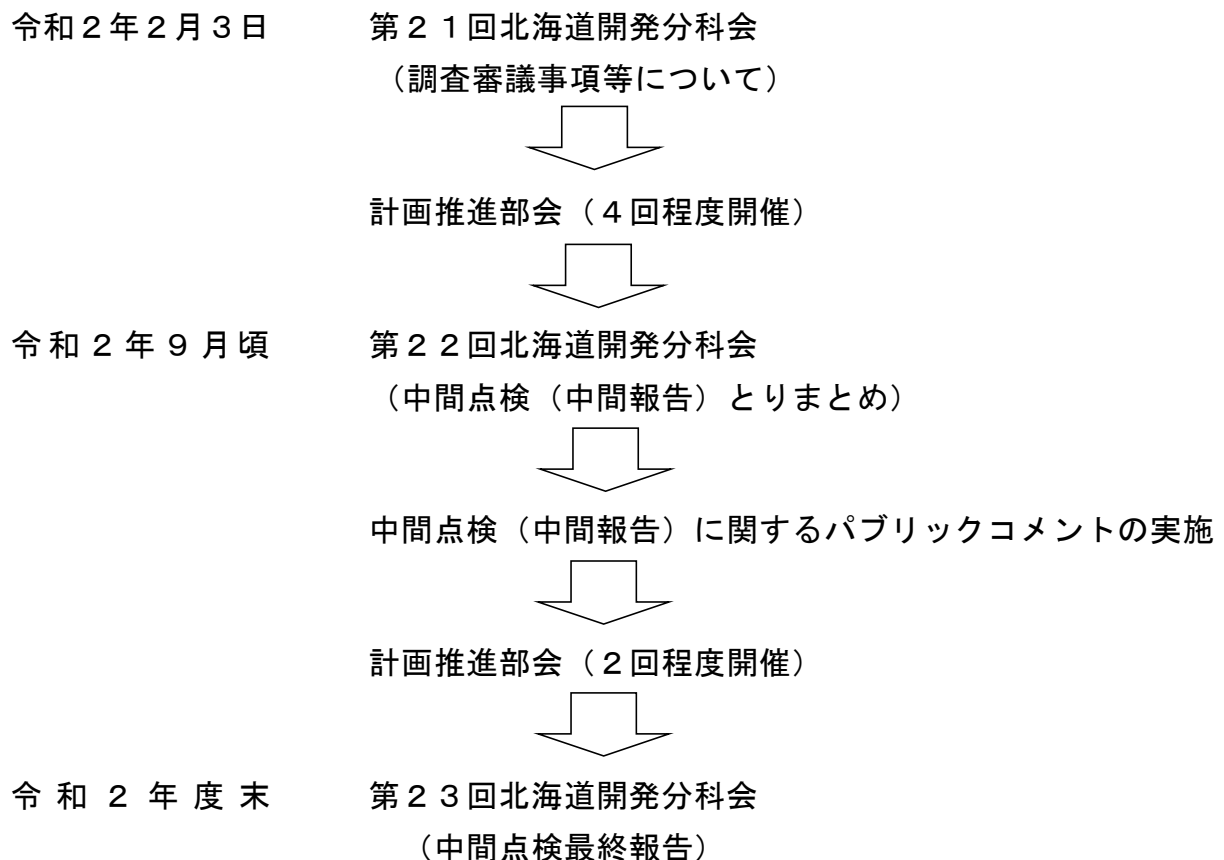 令和２年２月３日　第２１回北海道開発分科会
（調査審議事項等について）
計画推進部会（４回程度開催）
令和２年９月頃　第２２回北海道開発分科会
（中間点検（中間報告）とりまとめ）
中間点検（中間報告）に関するパブリックコメントの実施
計画推進部会（２回程度開催）
令和２年度末　第２３回北海道開発分科会
（中間点検最終報告）